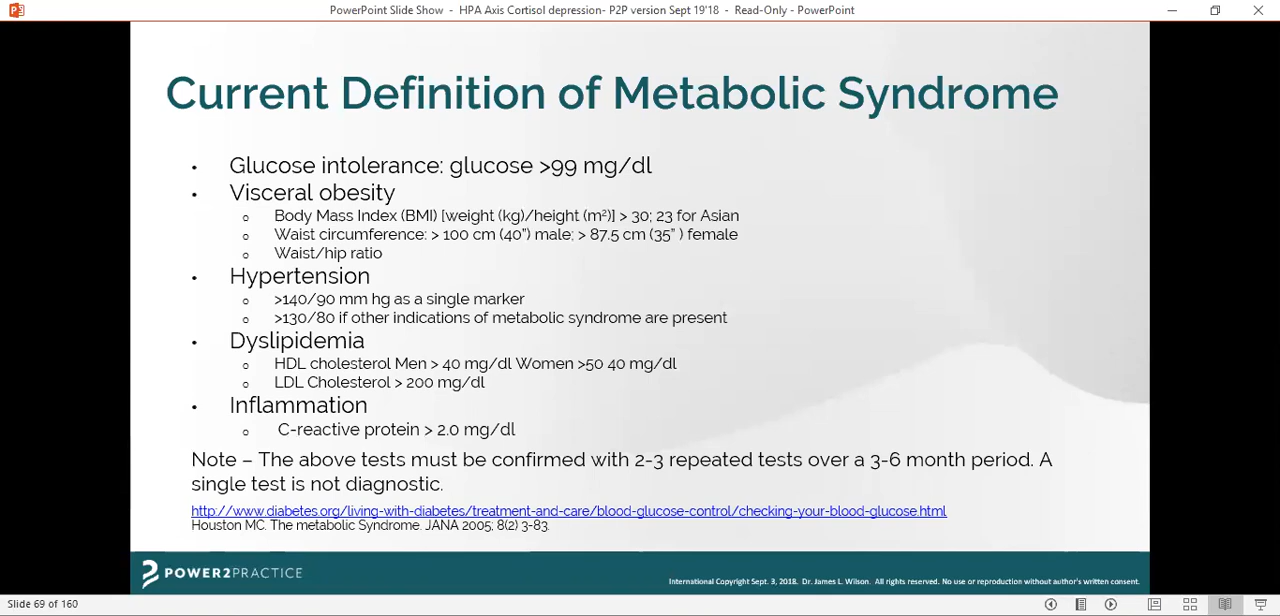 PowerPoint Slide Show - HPA Axis Cortisol depression- P2P version Sept 19'18 - Read-Only - PowerPoint
Current Definition of Metabolic Syndrome
• Glucose intolerance: glucose >99 mg/dl
• Visceral obesity
o Body Mass Index (BMI) [weight (kg)/height (m²)] > 30; 23 for Asian
o Waist circumference: > 100 cm (40”) male; > 87.5 cm (35” ) female
o Waist/hip ratio
• Hypertension
o >140/90 mm hg as a single marker
o >130/80 if other indications of metabolic syndrome are present
• Dyslipidemia
o HDL cholesterol Men > 40 mg/dl Women >50 40 mg/dl
o LDL Cholesterol > 200 mg/dl
• Inflammation
o C-reactive protein > 2.0 mg/dl
Note – The above tests must be confirmed with 2-3 repeated tests over a 3-6 month period. A
single test is not diagnostic.
http://www.diabetes.org/living-with-diabetes/treatment-and-care/blood-glucose-control/checking-your-blood-glucose.html
Houston MC. The metabolic Syndrome. JANA 2005; 8(2) 3-83.
POWER2PRACTICE
International Copyright Sept. 3, 2018. Dr. James L. Wilson. All rights reserved. No use or reproduction without author's written consent.
Slide 69 of 160